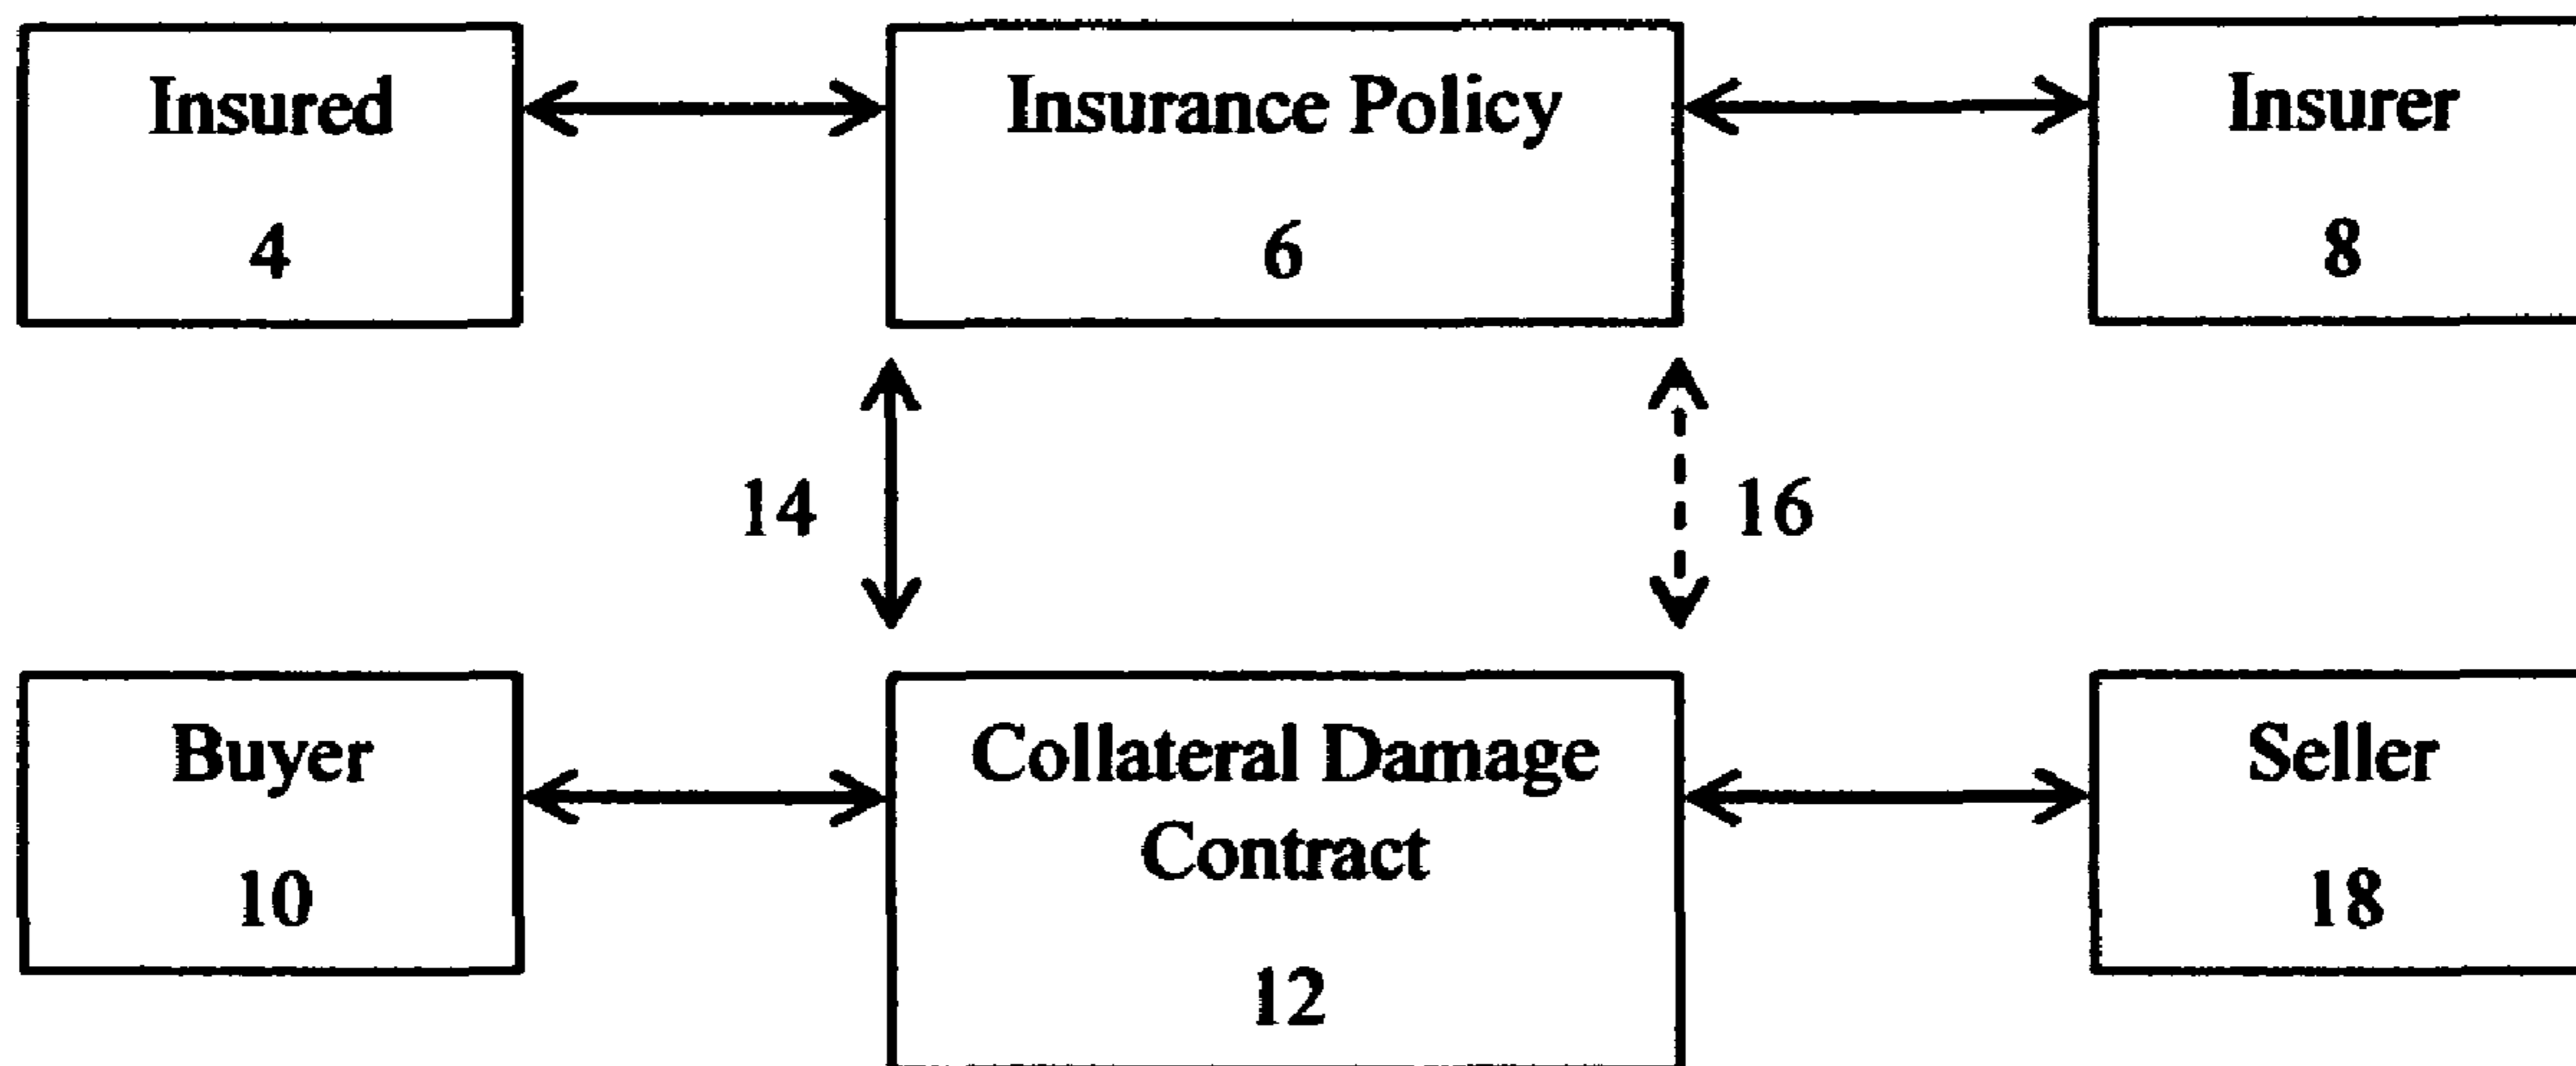 Insured
4
Insurance Policy
6
Insurer
8
14
16
Buyer
10
Collateral Damage
Contract
12
Seller
18